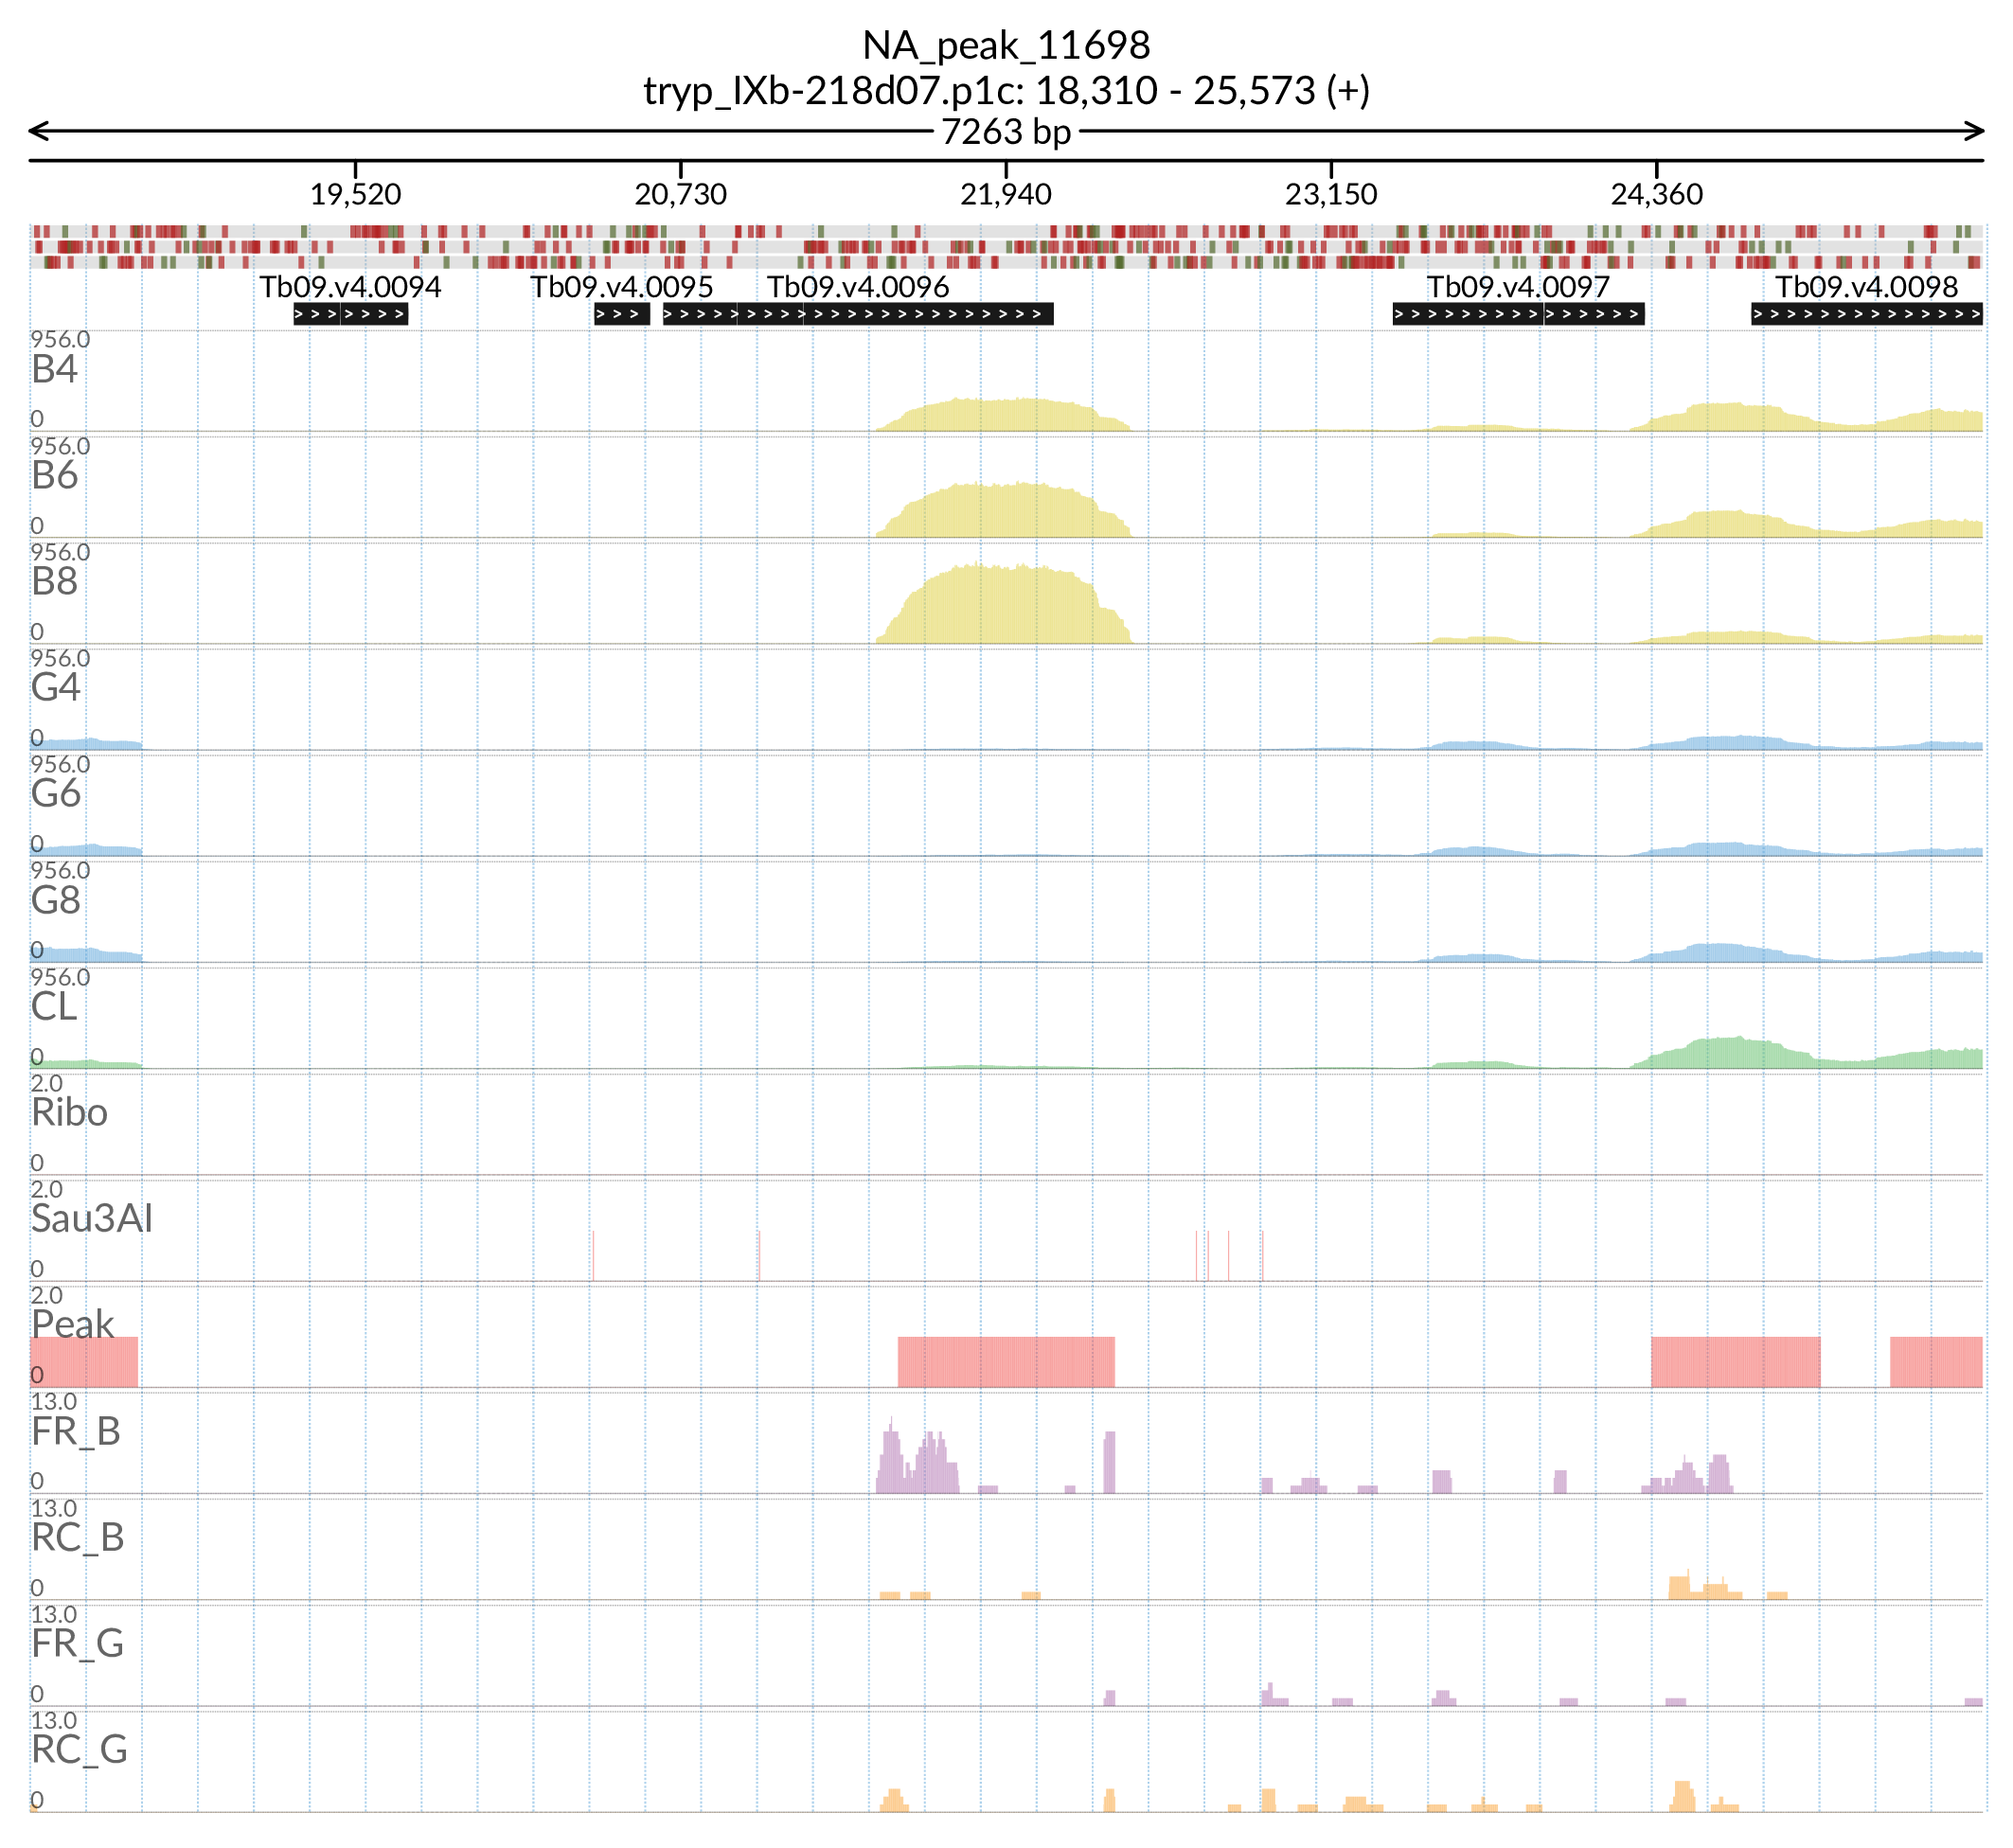 NA_peak_11698
tryp_IXb-218d07.p1c: 18,310 - 25,573 (+)
7263 bp
19,520 20,730 21,940 23,150 24,360
Tb09.v4.0094 Tb09.v4.0095 Tb09.v4.0096 Tb09.v4.0097 Tb09.v4.0098
956.0
B4
0
956.0
B6
0
956.0
B8
0
956.0
G4
0
956.0
G6
0
956.0
G8
0
956.0
CL
0
2.0
Ribo
0
2.0
Sau3AI
0
2.0
Peak
0
13.0
FR_B
0
13.0
RC_B
0
13.0
FR_G
0
13.0
RC_G
0